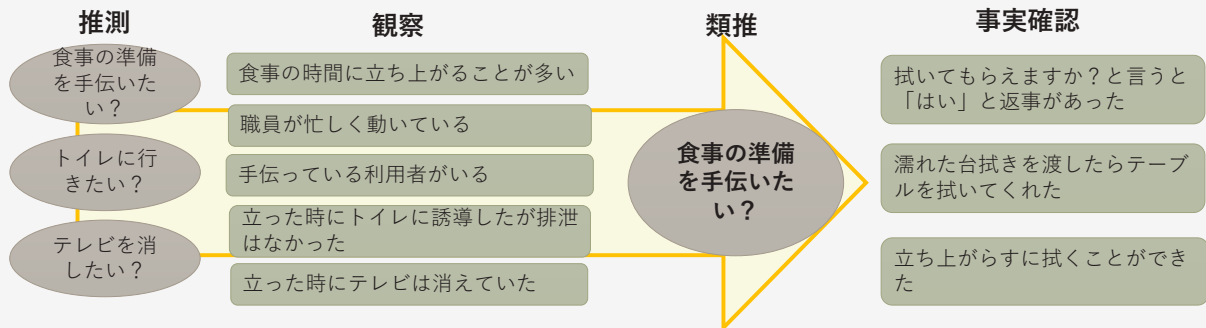 推測
食事の準備
を手伝いた
い？
トイレに行
きたい？
テレビを消
したい？
観察
食事の時間に立ち上がることが多い
職員が忙しく動いている
手伝っている利用者がいる
立った時にトイレに誘導したが排泄
はなかった
立った時にテレビは消えていた
類推
食事の準備
を手伝いた
い？
事実確認
拭いてもらえますか？と言うと
「はい」と返事があった
濡れた台拭きを渡したらテーブ
ルを拭いてくれた
立ち上がらすに拭くことができ
た